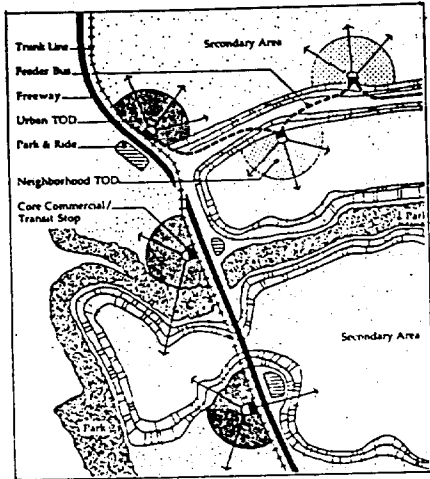 Trunk Line
Secondary Area
Feeder Bus
Freeway
Urban TOD
Park & Ride
Neighborhood TOD
Core Commercial/
Transit Stop
Park
Secondary Area
Park